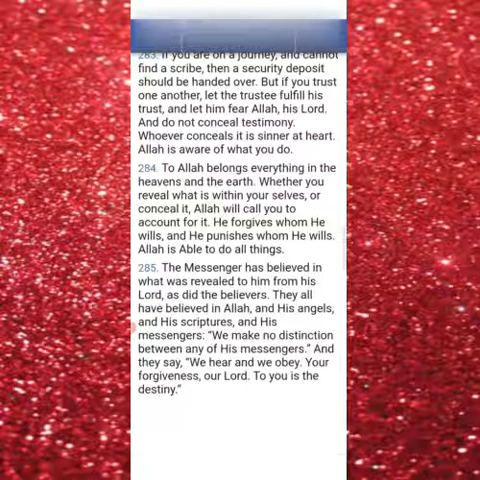 283. If you are on a journey, and cannot
find a scribe, then a security deposit
should be handed over. But if you trust
one another, let the trustee fulfill his
trust, and let him fear Allah, his Lord.
And do not conceal testimony.
Whoever conceals it is sinner at heart.
Allah is aware of what you do.
284. To Allah belongs everything in the
heavens and the earth. Whether you
reveal what is within your selves, or
conceal it, Allah will call you to
account for it. He forgives whom He
wills, and He punishes whom He wills.
Allah is Able to do all things.
285. The Messenger has believed in
what was revealed to him from his
Lord, as did the believers. They all
have believed in Allah, and His angels,
and His scriptures, and His
messengers: “We make no distinction
between any of His messengers.” And
they say, “We hear and we obey. Your
forgiveness, our Lord. To you is the
destiny.”